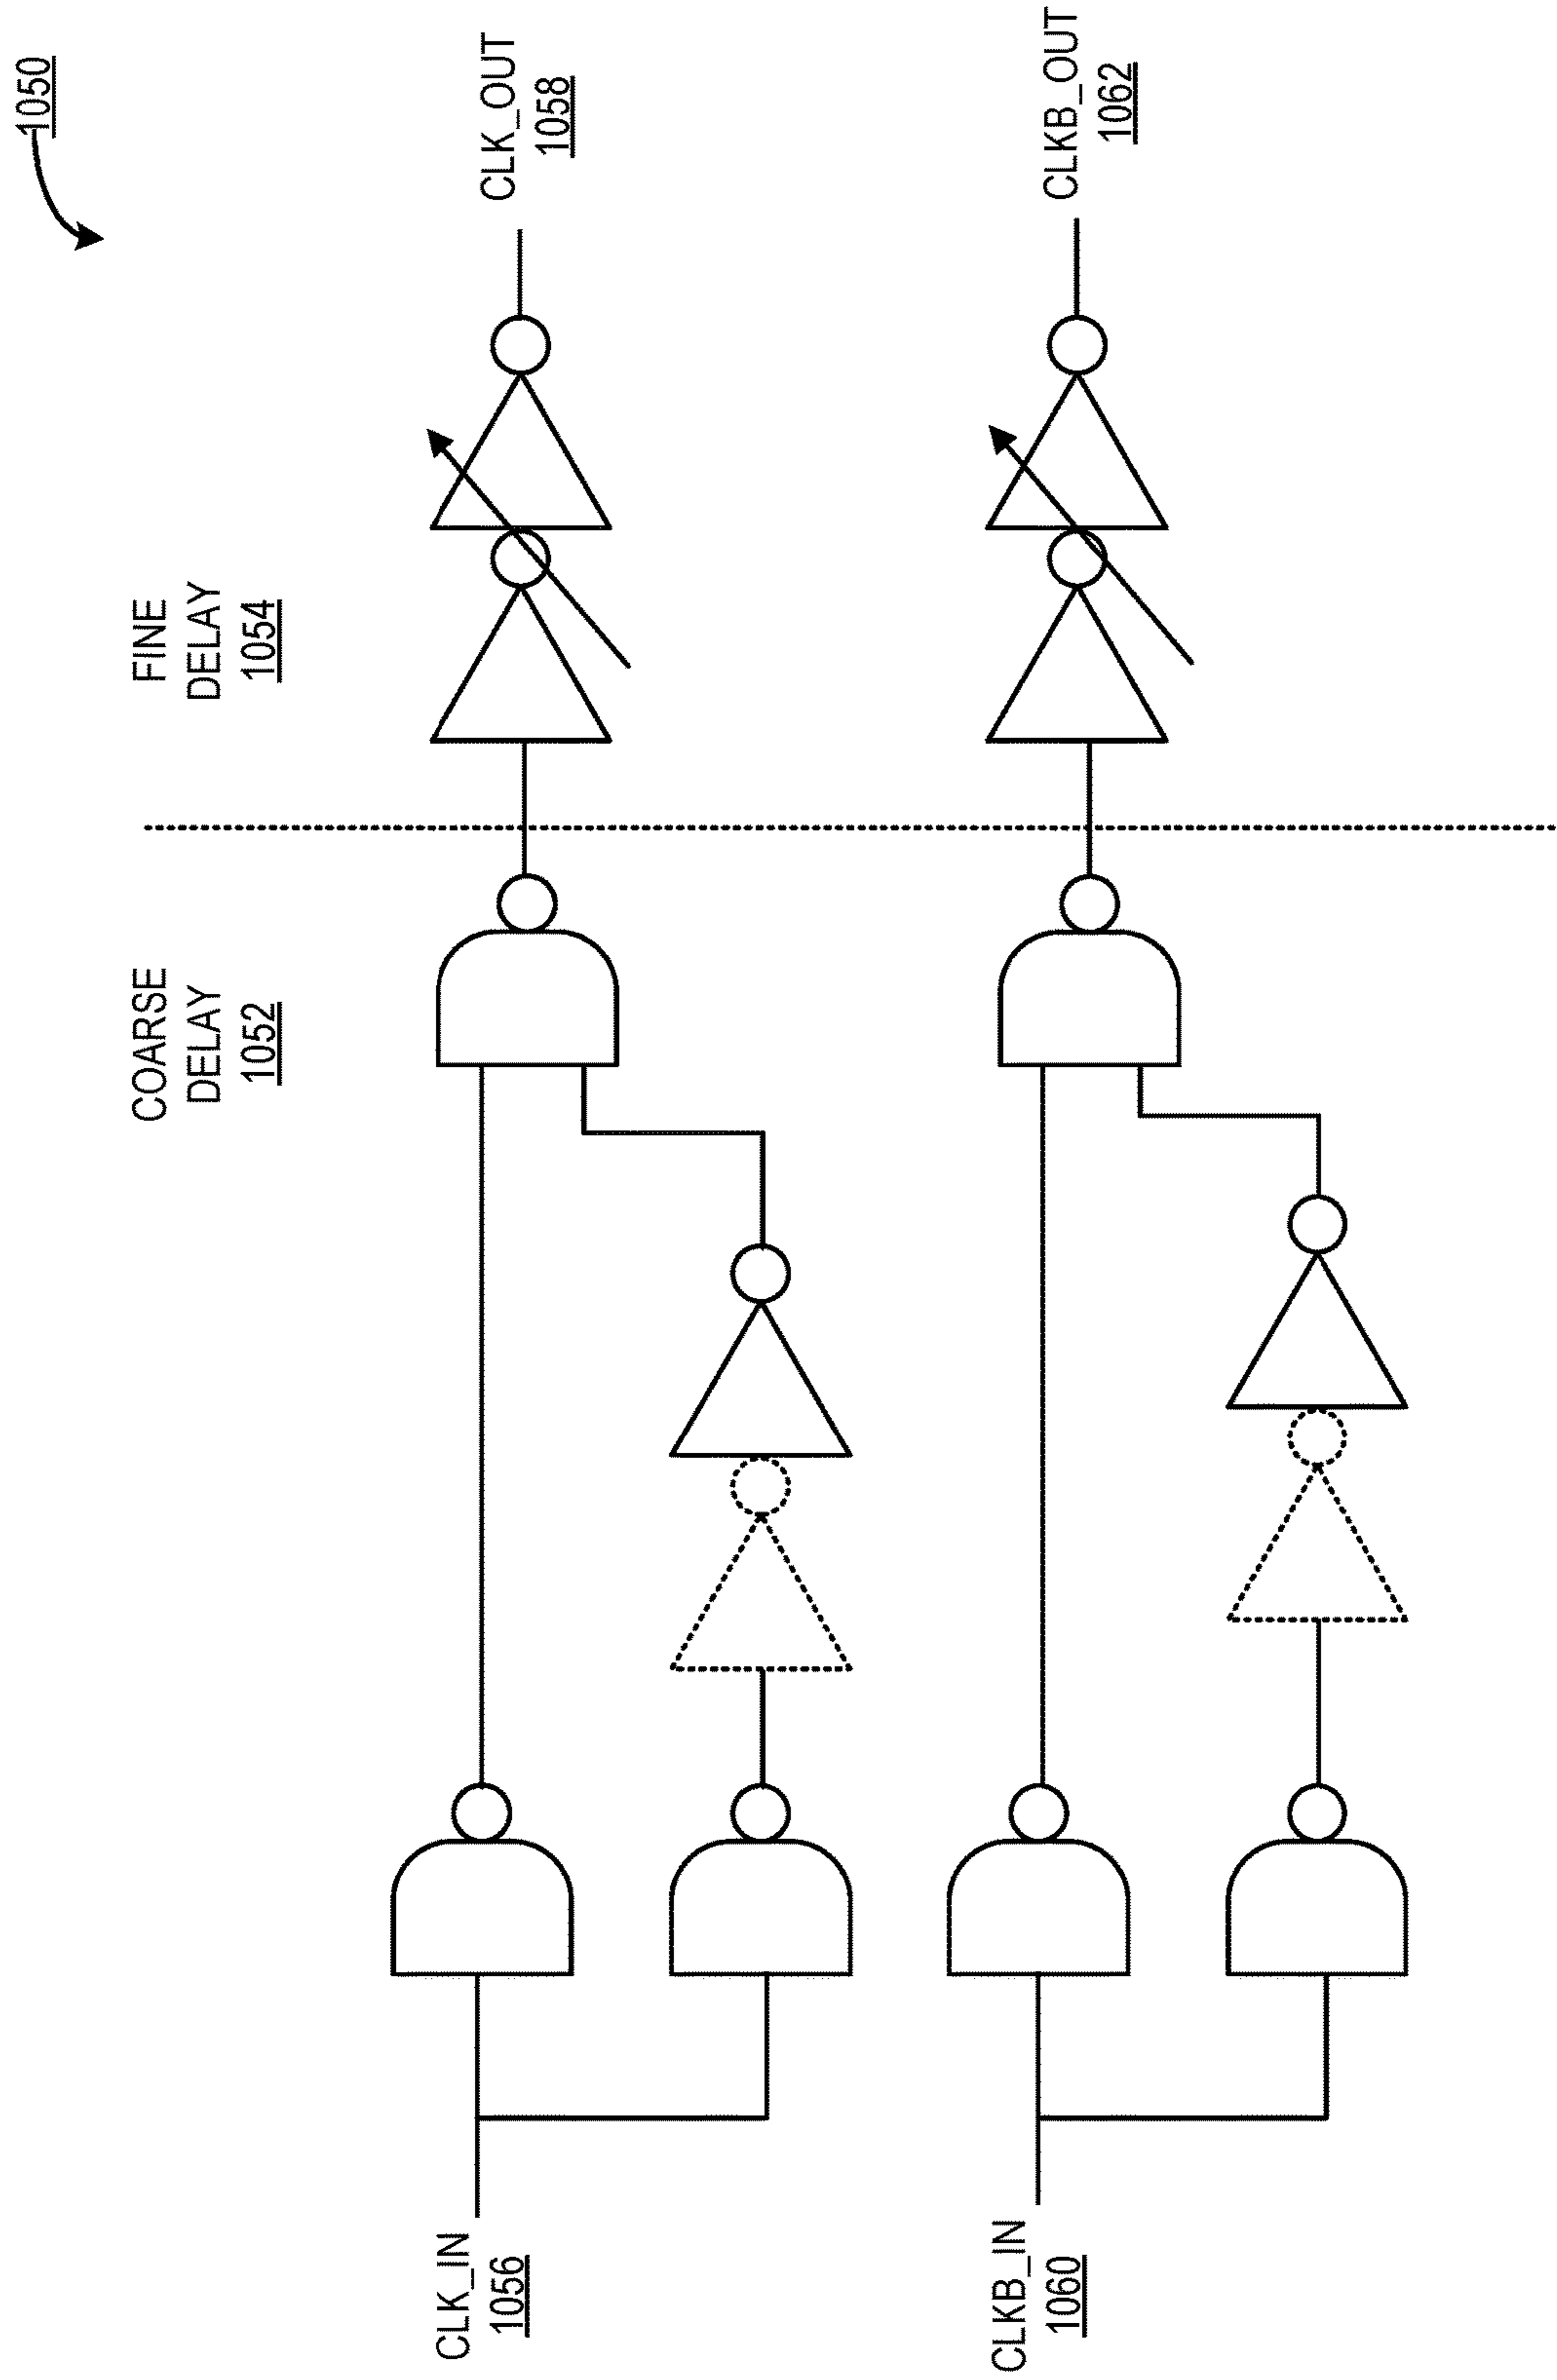 1050
COARSE
DELAY
1052
FINE
DELAY
1054
CLK_IN
1056
CLK_OUT
1058
CLKB_IN
1060
CLKB_OUT
1062